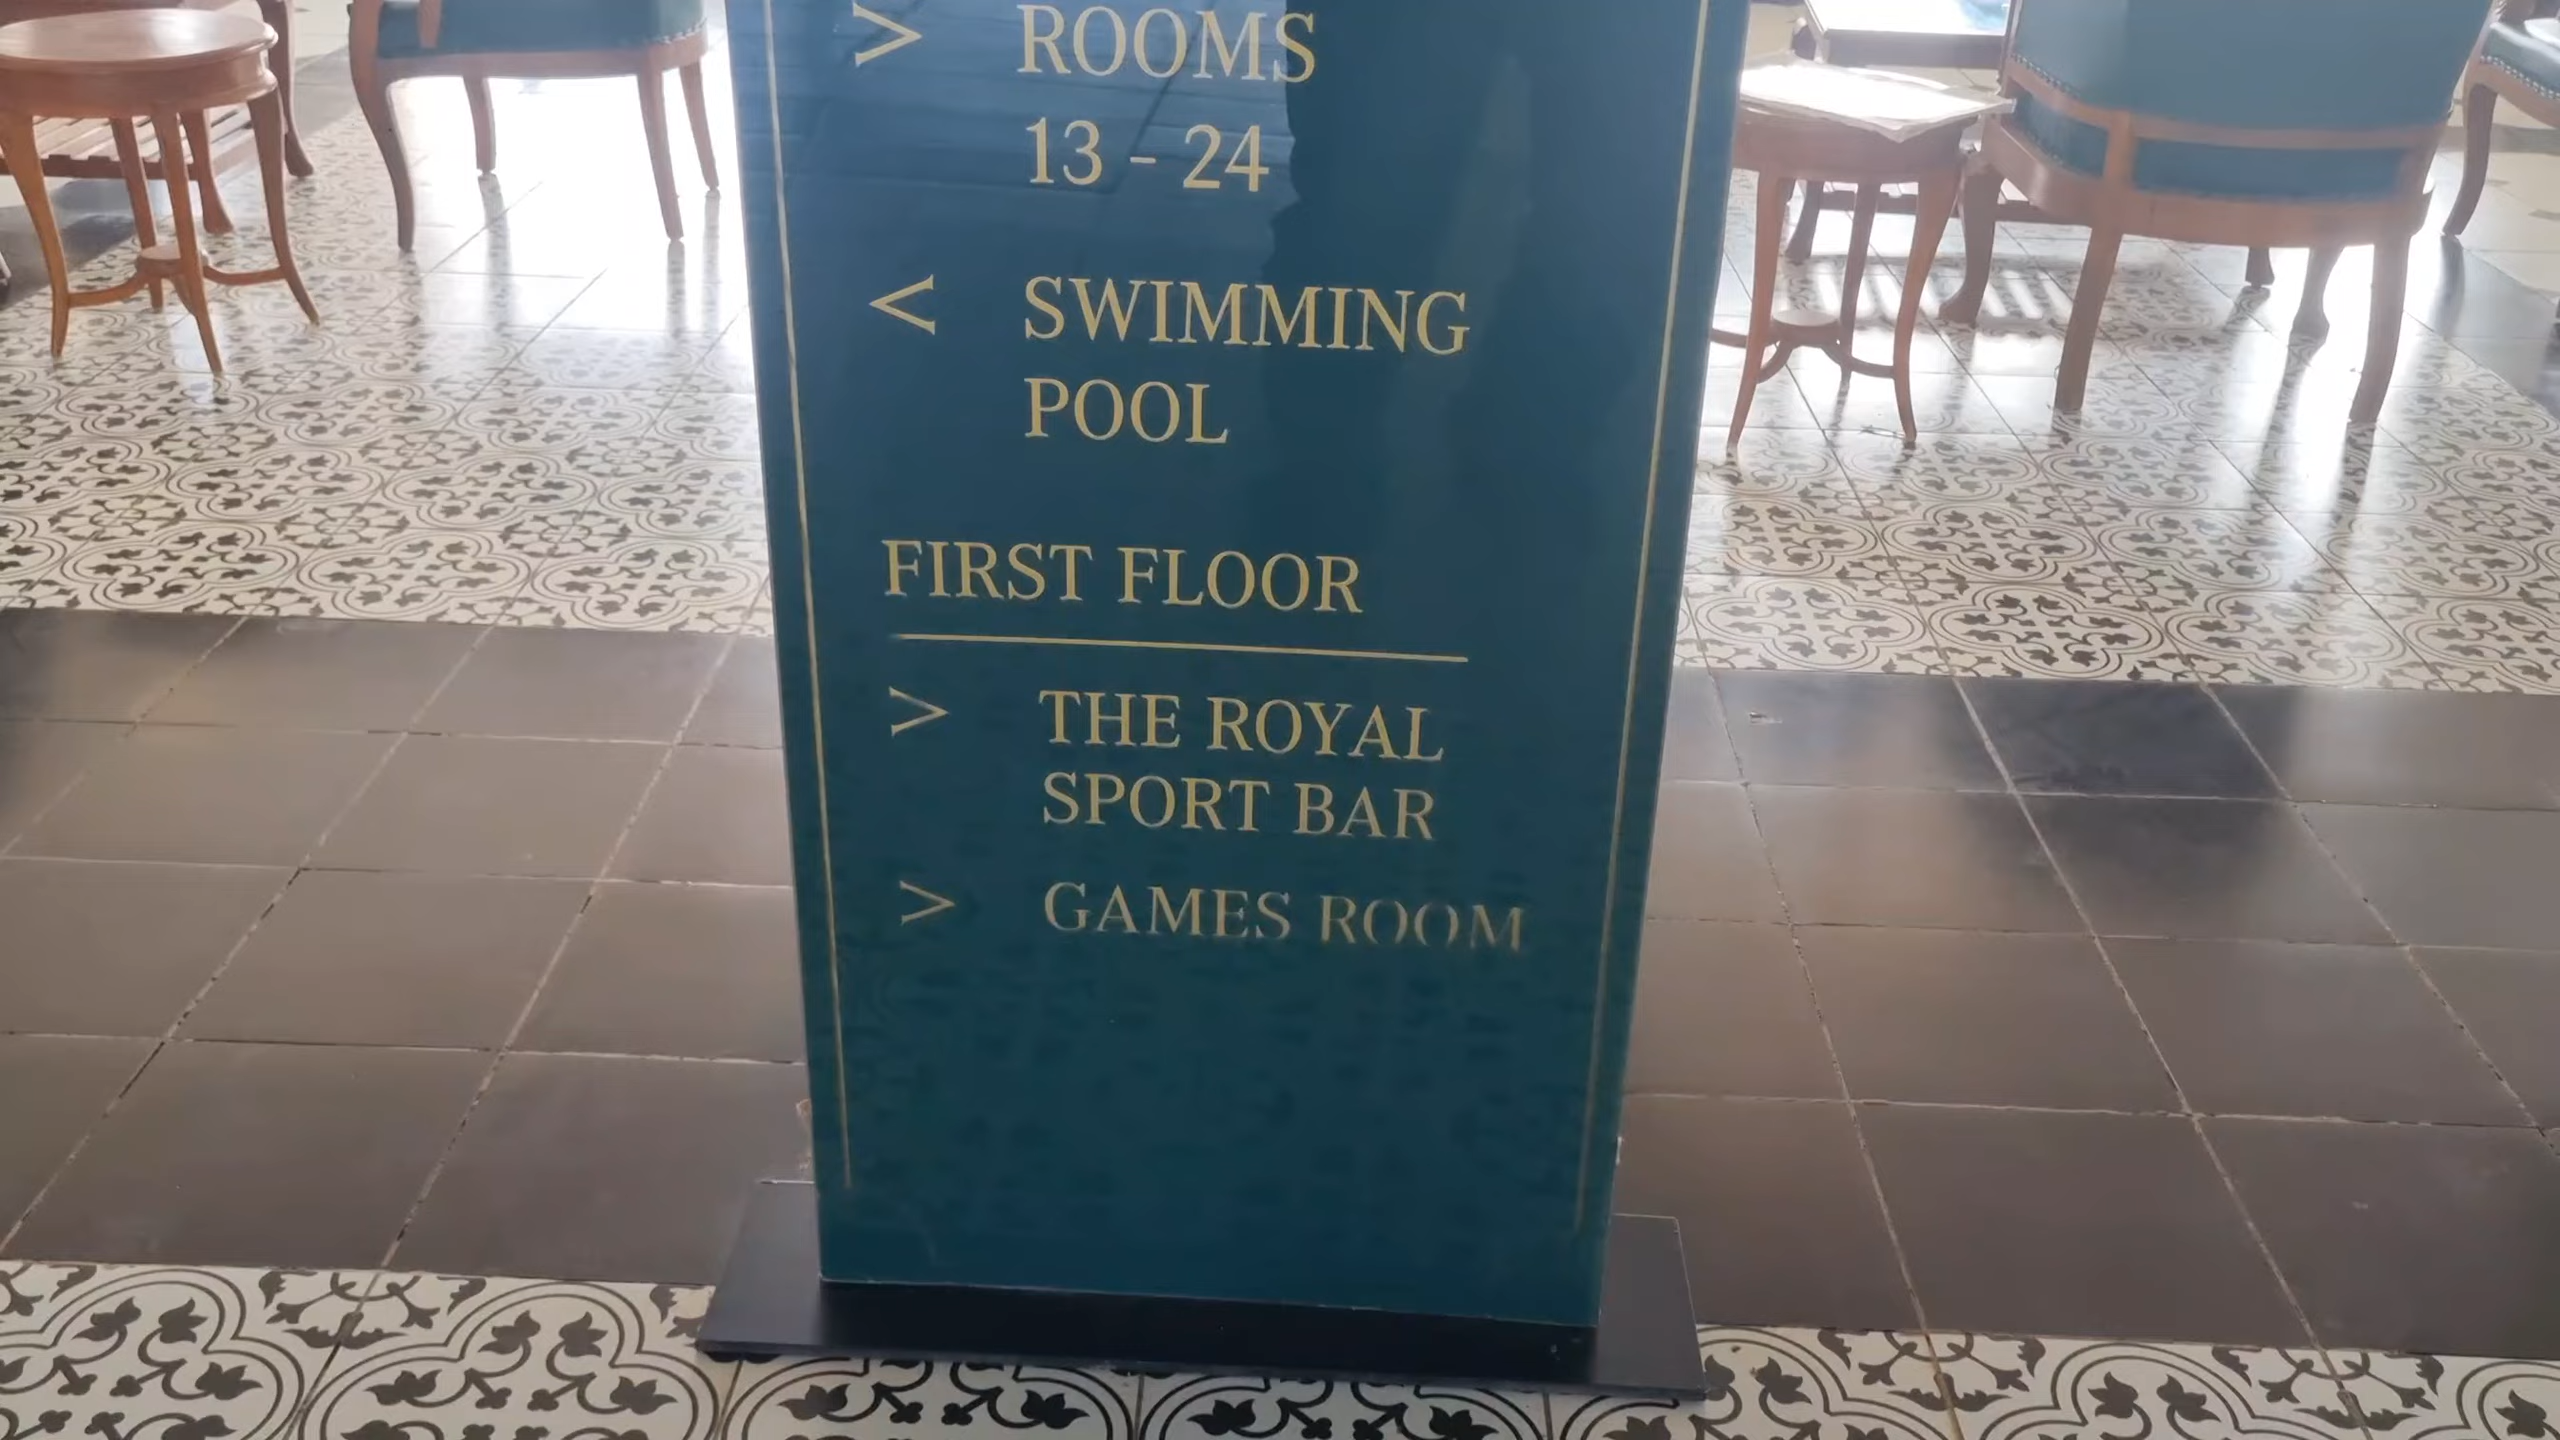 > ROOMS
13 - 24
< SWIMMING
POOL
FIRST FLOOR
> THE ROYAL
SPORT BAR
> GAMES ROOM